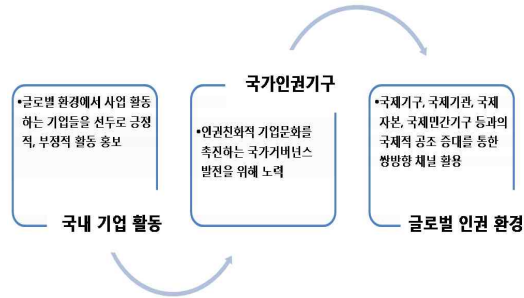 •글로벌 환경에서 사업 활동
하는 기업들을 선두로 긍정
적, 부정적 활동 홍보
국내 기업 활동
국가인권기구
•인권친화적 기업문화를
촉진하는 국가거버넌스
발전을 위해 노력
•국제기구, 국제기관, 국제
자본, 국제민간기구 등과의
국제적 공조 증대를 통한
쌍방향 채널 활용
글로벌 인권 환경